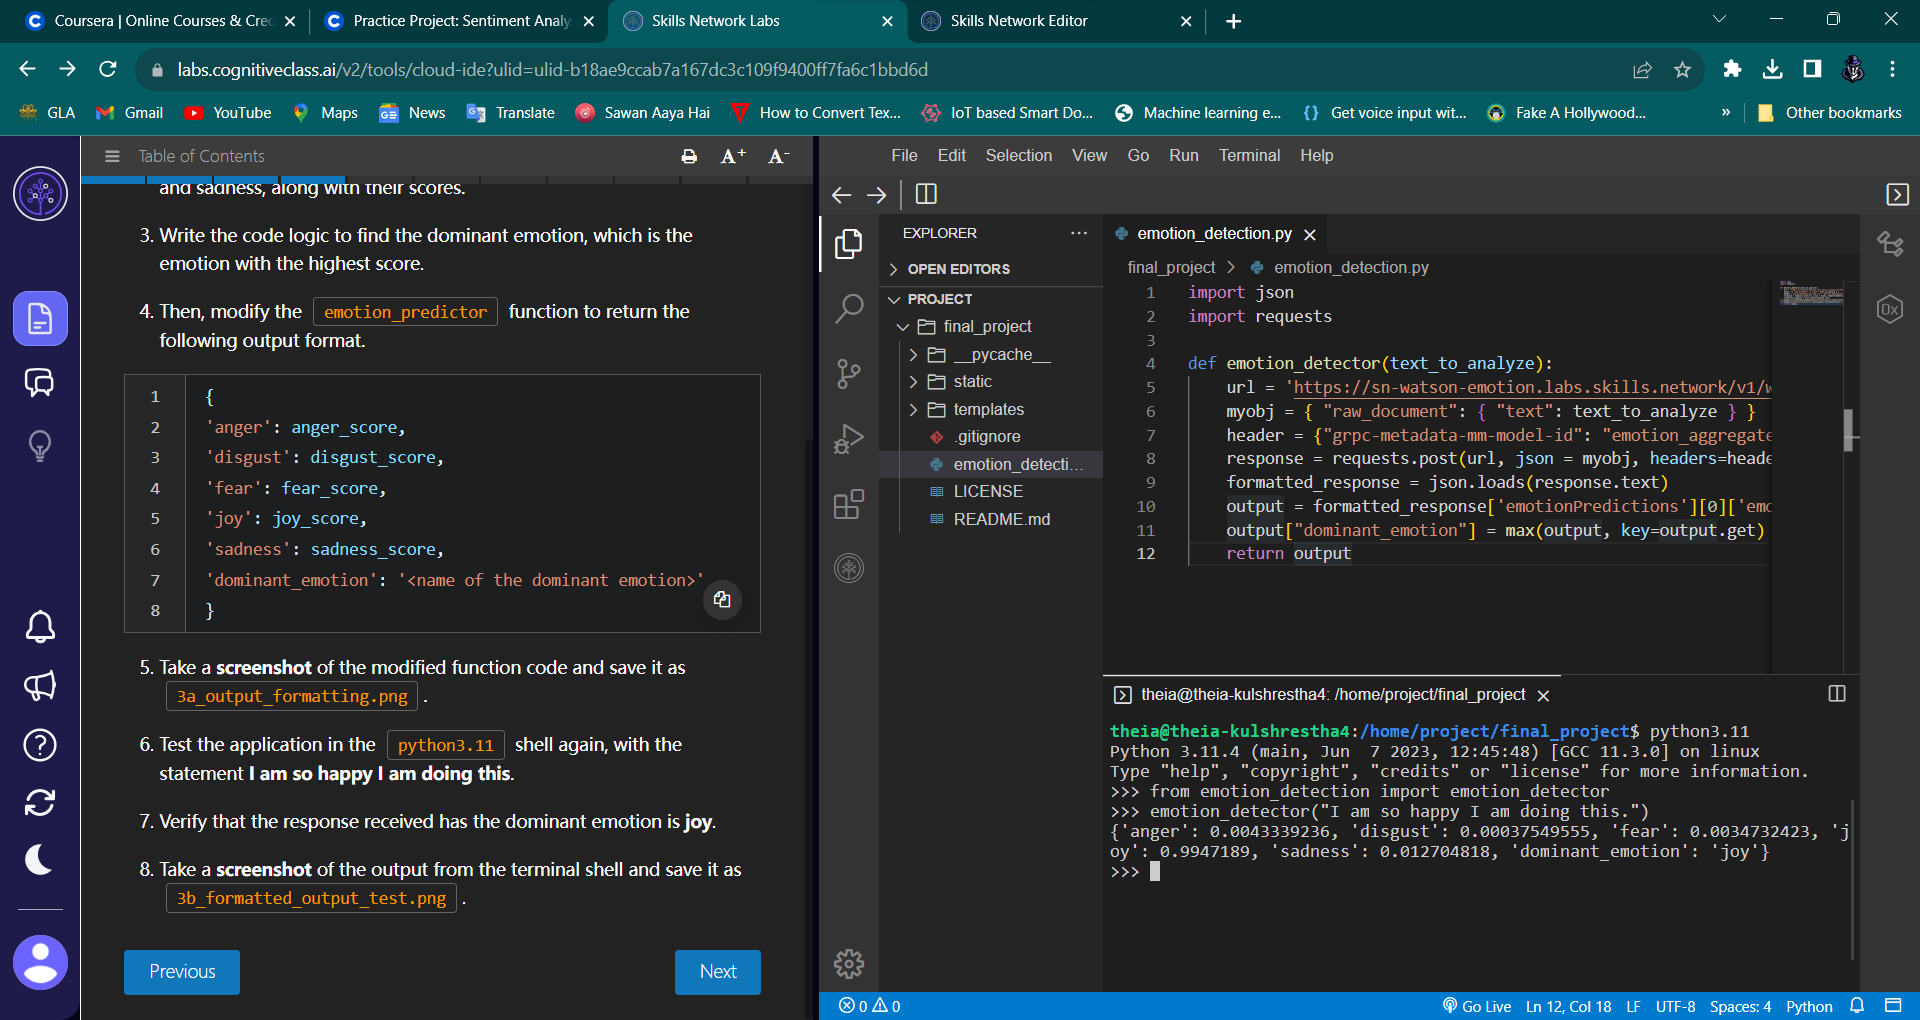 Coursera | Online Courses & Cre
Practice Project: Sentiment Analy
Skills Network Labs
Skills Network Editor
labs.cognitiveclass.ai/v2/tools/cloud-ide?ulid=ulid-b18ae9ccab7a167dc3c109f9400ff7fa6c1bbd6d
GLA
Gmail
YouTube
Maps
News
Translate
Sawan Aaya Hai
How to Convert Tex...
IoT based Smart Do...
Machine learning e...
Get voice input wit...
Fake A Hollywood...
»
Other bookmarks
Table of Contents
A+ A-
and sadness, along with their scores.
3. Write the code logic to find the dominant emotion, which is the
emotion with the highest score.
4. Then, modify the emotion_predictor function to return the
following output format.
1 {
2 'anger': anger_score,
3 'disgust': disgust_score,
4 'fear': fear_score,
5 'joy': joy_score,
6 'sadness': sadness_score,
7 'dominant_emotion': '<name of the dominant emotion>'
8 }
5. Take a screenshot of the modified function code and save it as
3a_output_formatting.png .
6. Test the application in the python3.11 shell again, with the
statement I am so happy I am doing this.
7. Verify that the response received has the dominant emotion is joy.
8. Take a screenshot of the output from the terminal shell and save it as
3b_formatted_output_test.png .
Previous
Next
File Edit Selection View Go Run Terminal Help
EXPLORER
OPEN EDITORS
PROJECT
final_project
__pycache__
static
templates
.gitignore
emotion_detecti...
LICENSE
README.md
emotion_detection.py
final_project > emotion_detection.py
1 import json
2 import requests
3
4 def emotion_detector(text_to_analyze):
5 url = 'https://sn-watson-emotion.labs.skills.network/v1/w
6 myobj = { "raw_document": { "text": text_to_analyze } }
7 header = {"grpc-metadata-mm-model-id": "emotion_aggregate
8 response = requests.post(url, json = myobj, headers=heade
9 formatted_response = json.loads(response.text)
10 output = formatted_response['emotionPredictions'][0]['emo
11 output["dominant_emotion"] = max(output, key=output.get)
12 return output
theia@theia-kulshrestha4: /home/project/final_project
theia@theia-kulshrestha4:/home/project/final_project$ python3.11
Python 3.11.4 (main, Jun  7 2023, 12:45:48) [GCC 11.3.0] on linux
Type "help", "copyright", "credits" or "license" for more information.
>>> from emotion_detection import emotion_detector
>>> emotion_detector("I am so happy I am doing this.")
{'anger': 0.0043339236, 'disgust': 0.00037549555, 'fear': 0.0034732423, 'j
oy': 0.9947189, 'sadness': 0.012704818, 'dominant_emotion': 'joy'}
>>>
0 0
Go Live
Ln 12, Col 18
LF
UTF-8
Spaces: 4
Python